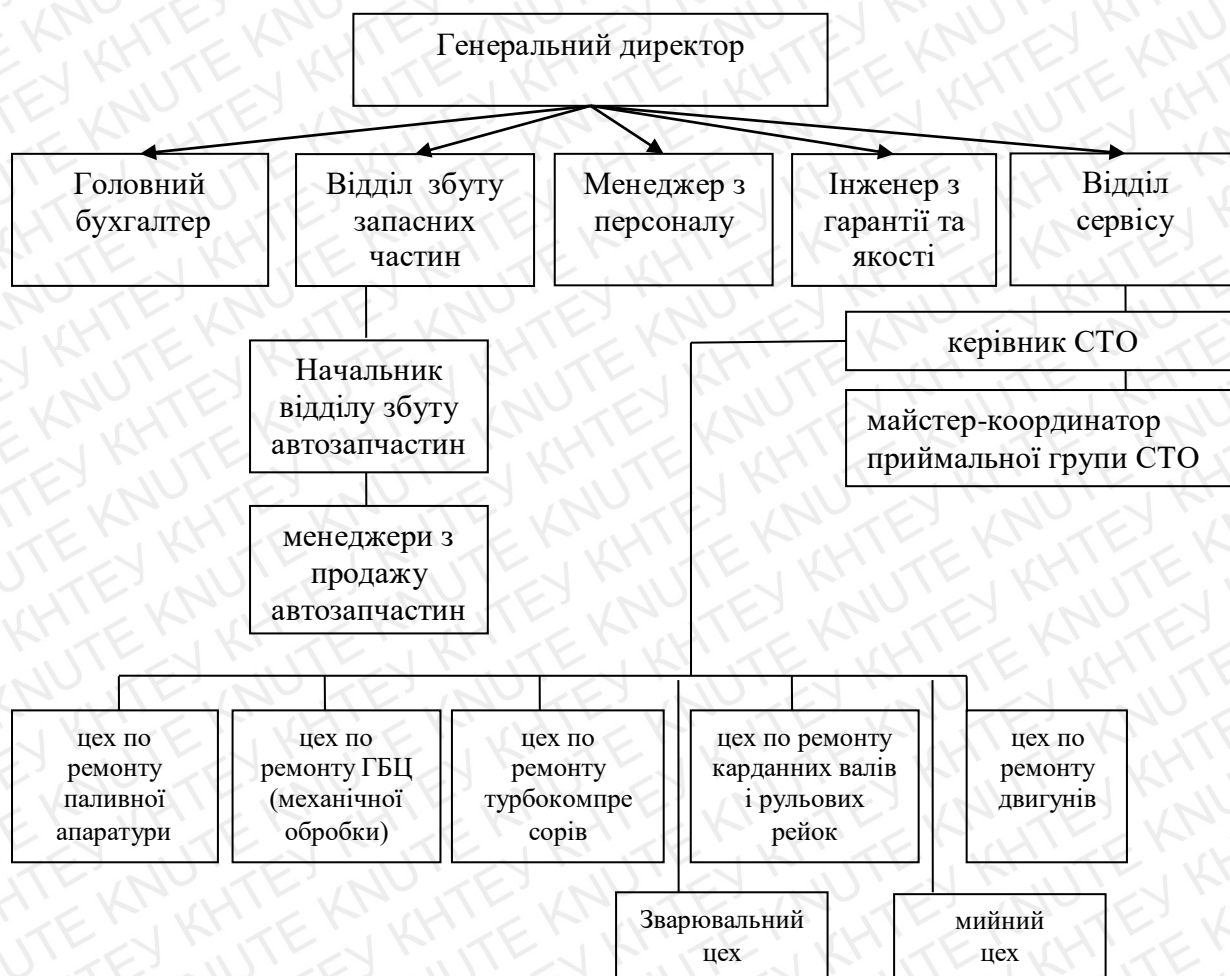 Генеральний директор
Головний
бухгалтер
Відділ збуту
запасних
частин
Менеджер з
персоналу
Інженер з
гарантії та
якості
Відділ
сервісу
керівник СТО
Начальник
відділу збуту
автозапчастин
майстер-координатор
приймальної групи СТО
менеджери з
продажу
автозапчастин
цех по
ремонту
паливної
апаратури
цех по
ремонту ГБЦ
(механічної
обробки)
цех по
ремонту
турбокомпре
сорів
цех по ремонту
карданних валів
і рульових
рейок
цех по
ремонту
двигунів
Зварювальний
цех
мийний
цех